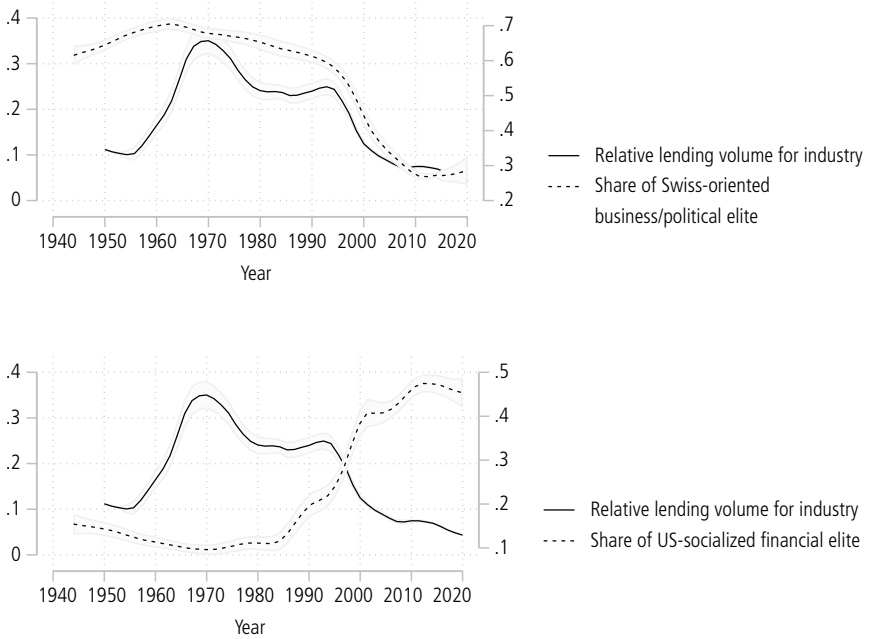 .4
.3
.2
.1
0
.7
.6
.5
.4
.3
.2
1940 1950 1960 1970 1980 1990 2000 2010 2020
Year
Relative lending volume for industry
Share of Swiss-oriented
business/political elite
.4
.3
.2
.1
0
.5
.4
.3
.2
.1
1940 1950 1960 1970 1980 1990 2000 2010 2020
Year
Relative lending volume for industry
Share of US-socialized financial elite